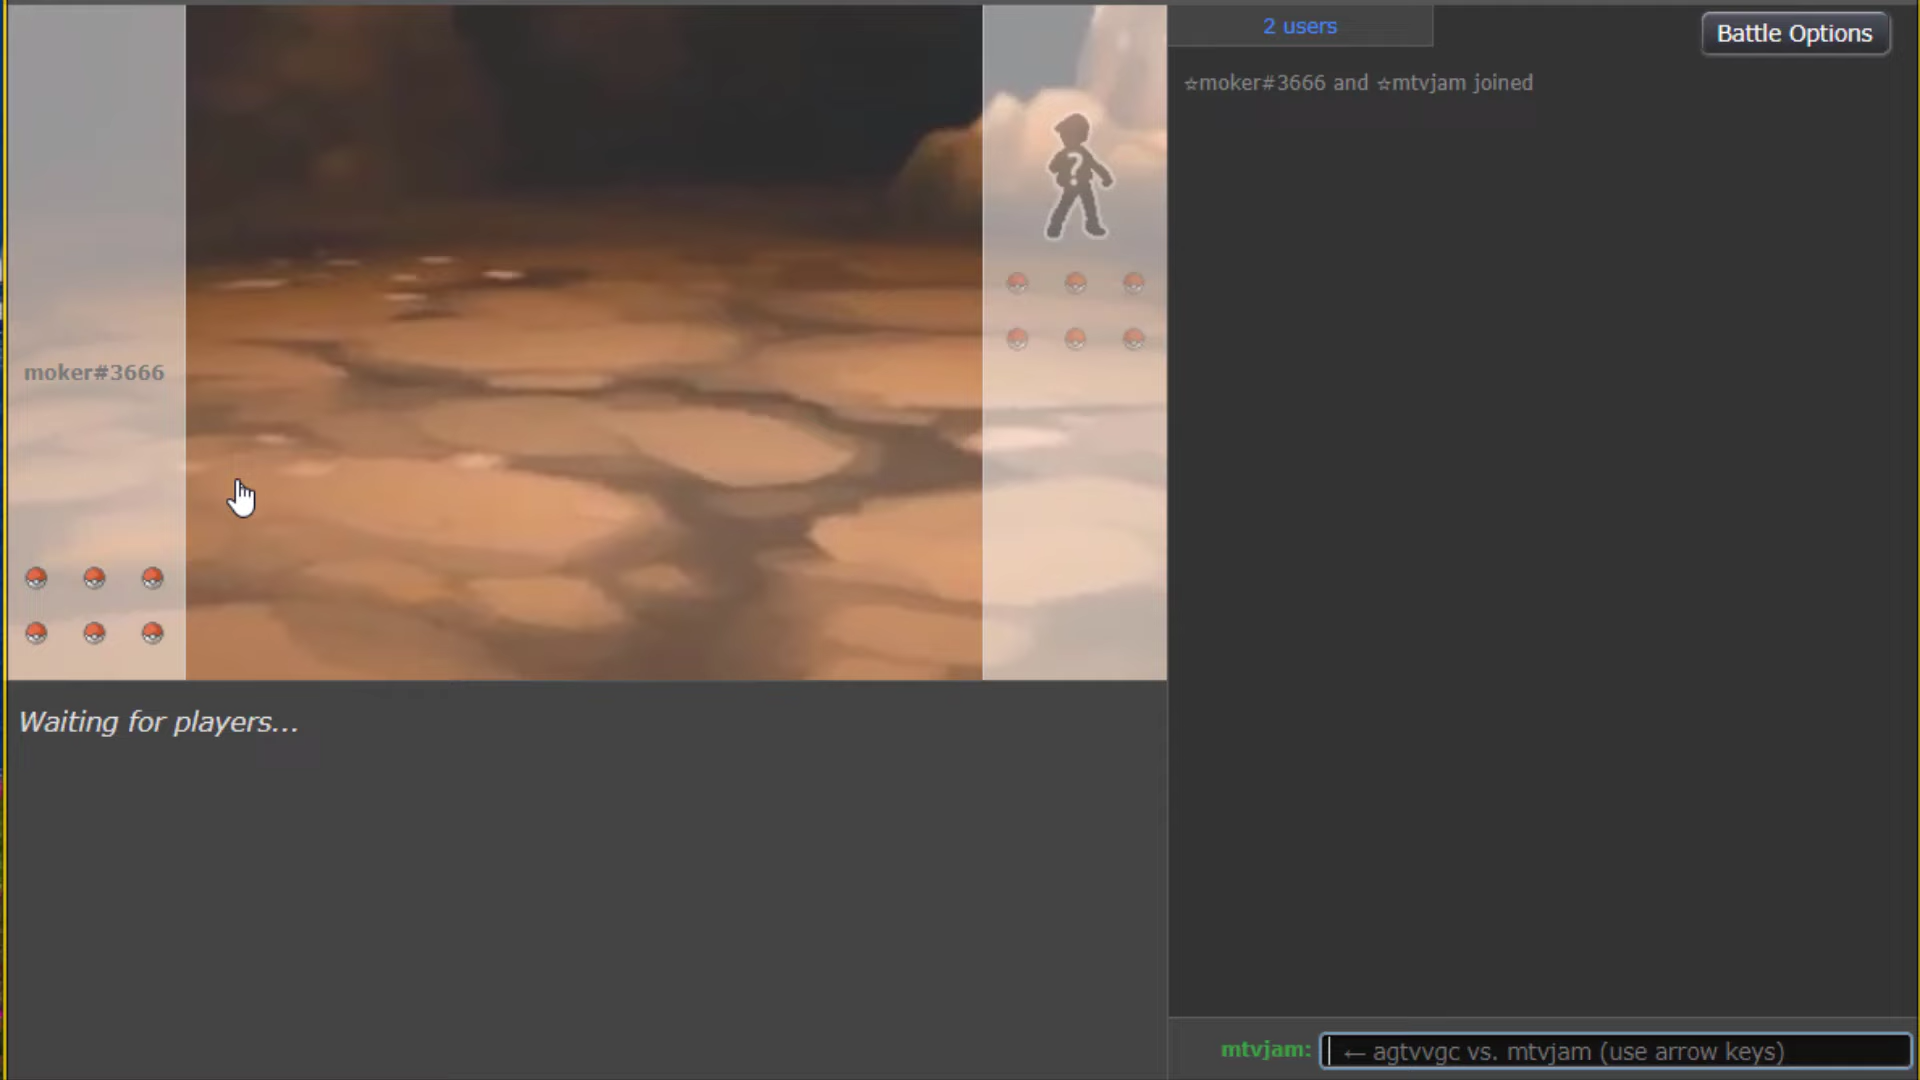 2 users
Battle Options
☆moker#3666 and ☆mtvjam joined
?
moker#3666
Waiting for players...
mtvjam:
← agtvvgc vs. mtvjam (use arrow keys)